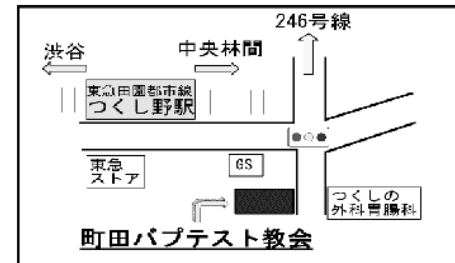 246号線
渋谷
中央林間
東急田園都市線
つくし野駅
東急
ストア
GS
つくしの
外科胃腸科
町田バプテスト教会